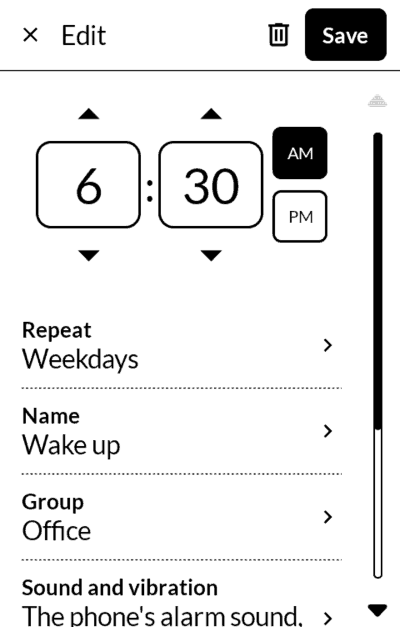 Edit
Save
6 : 30
AM
PM
Repeat
Weekdays
Name
Wake up
Group
Office
Sound and vibration
The phone's alarm sound,